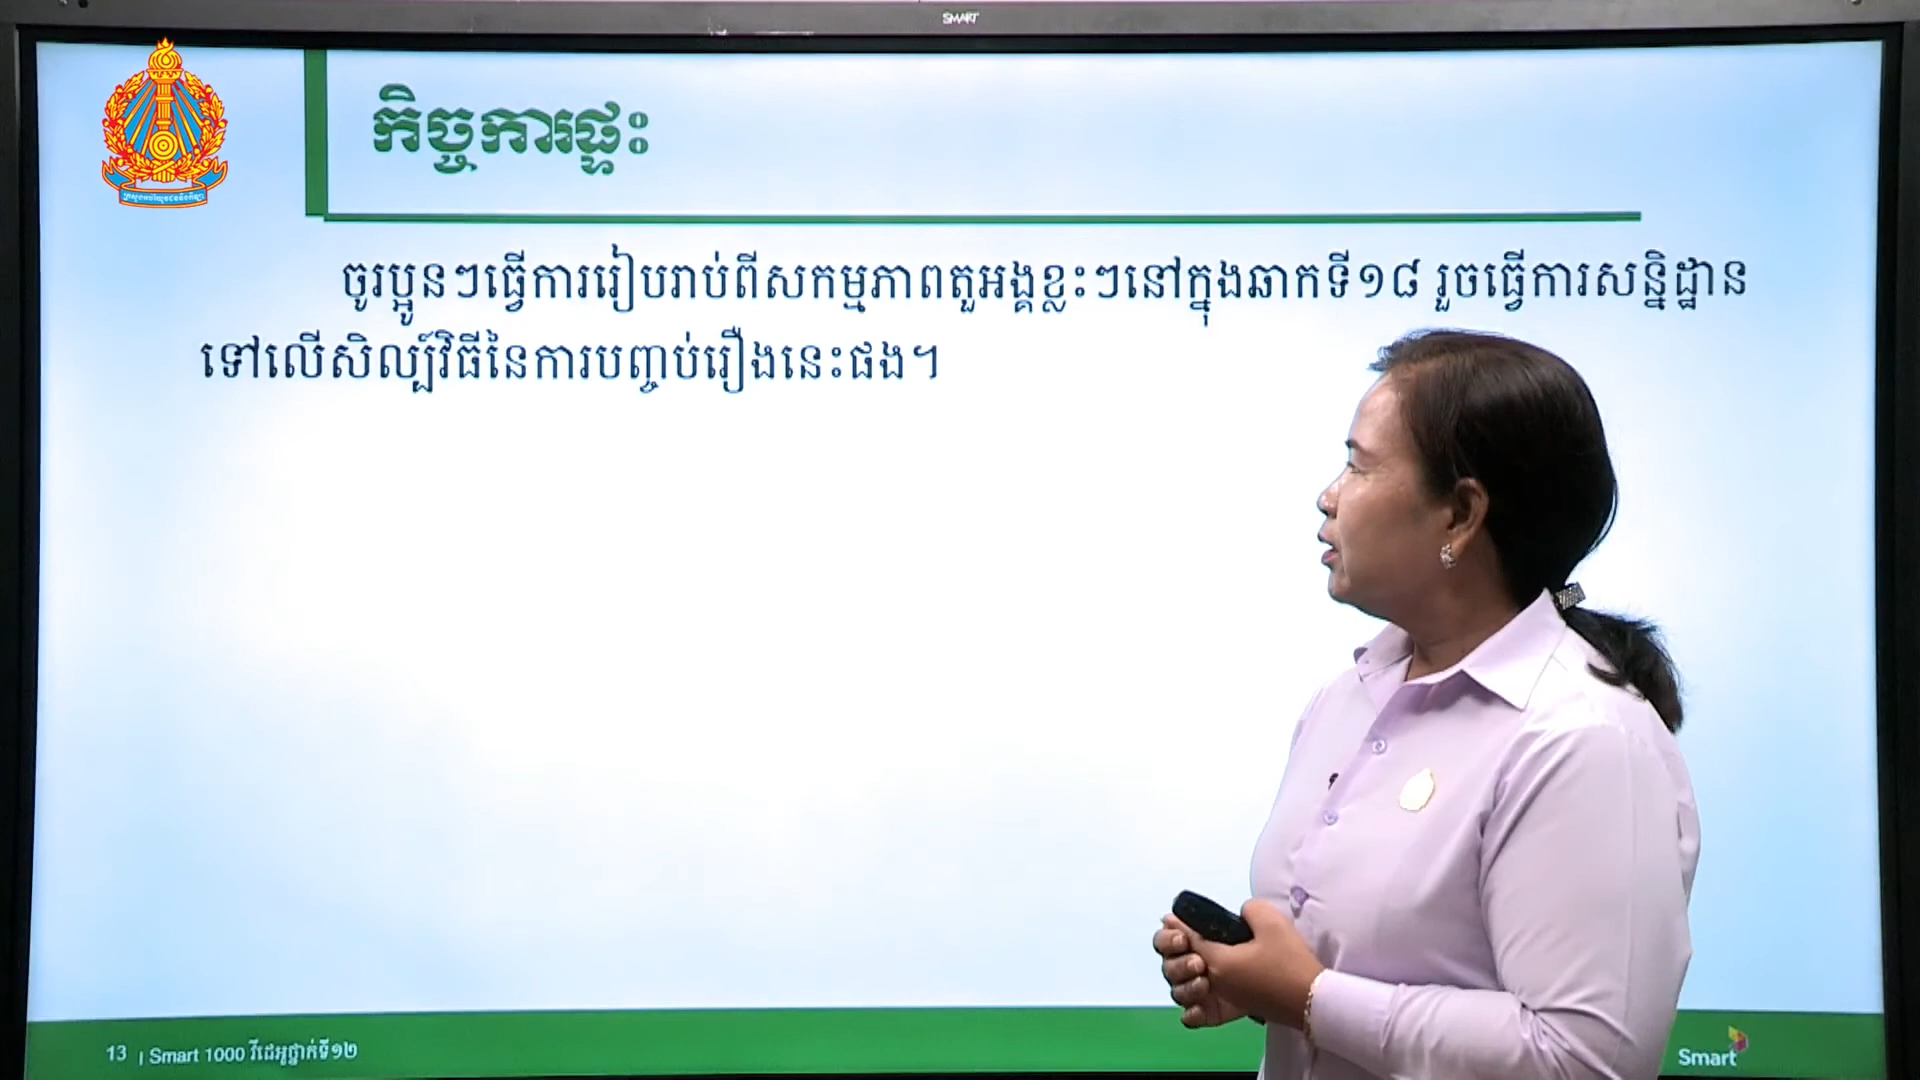 SMART
កិច្ចការផ្ទះ
ចូរប្អូនៗធ្វើការរៀបរាប់ពីសកម្មភាពតួអង្គខ្លះៗនៅក្នុងឆាកទី១៨ រួចធ្វើការសន្និដ្ឋាន
ទៅលើសិល្ប៍វិធីនៃការបញ្ចប់រឿងនេះផង។
13 | Smart 1000 វីដេអូថ្នាក់ទី១២
Smart